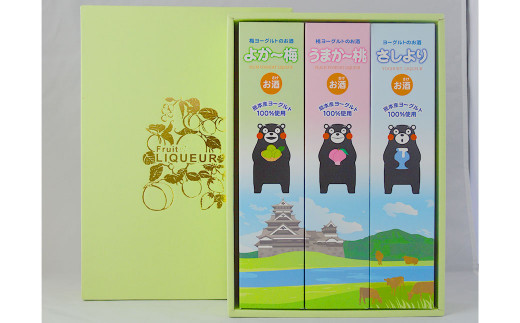 Fruit
LIQUEUR
梅ヨーグルトのお酒
よか～梅
お酒
熊本産ヨーグルト
100%使用
桃ヨーグルトのお酒
うまか～桃
お酒
熊本産ヨーグルト
100%使用
ヨーグルトのお酒
さしより
お酒
熊本産ヨーグルト
100%使用